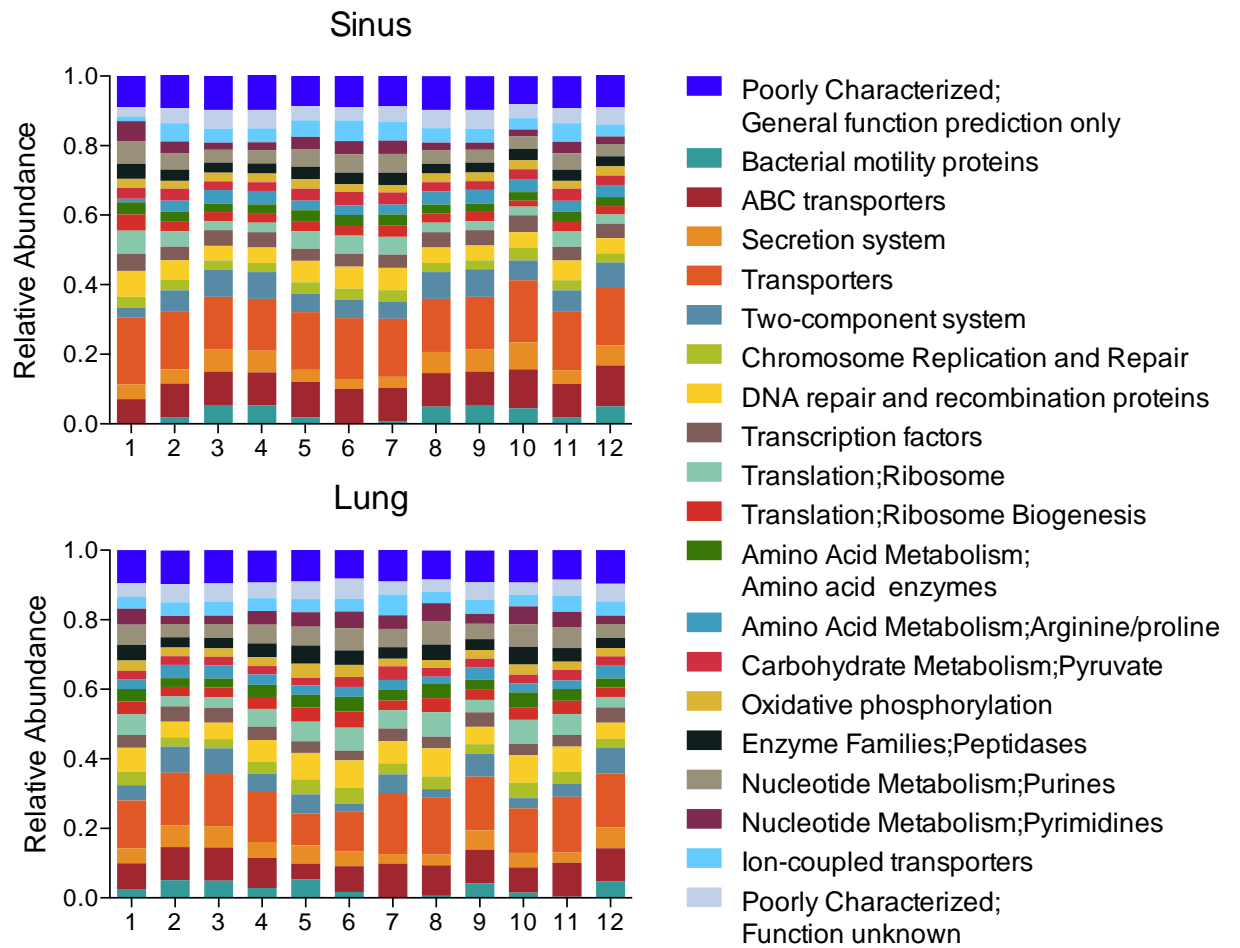 Sinus
Relative Abundance
1.0
0.8
0.6
0.4
0.2
0.0
1 2 3 4 5 6 7 8 9 10 11 12
Lung
Relative Abundance
1.0
0.8
0.6
0.4
0.2
0.0
1 2 3 4 5 6 7 8 9 10 11 12
Poorly Characterized;
General function prediction only
Bacterial motility proteins
ABC transporters
Secretion system
Transporters
Two-component system
Chromosome Replication and Repair
DNA repair and recombination proteins
Transcription factors
Translation;Ribosome
Translation;Ribosome Biogenesis
Amino Acid Metabolism;
Amino acid enzymes
Amino Acid Metabolism;Arginine/proline
Carbohydrate Metabolism;Pyruvate
Oxidative phosphorylation
Enzyme Families;Peptidases
Nucleotide Metabolism;Purines
Nucleotide Metabolism;Pyrimidines
Ion-coupled transporters
Poorly Characterized;
Function unknown